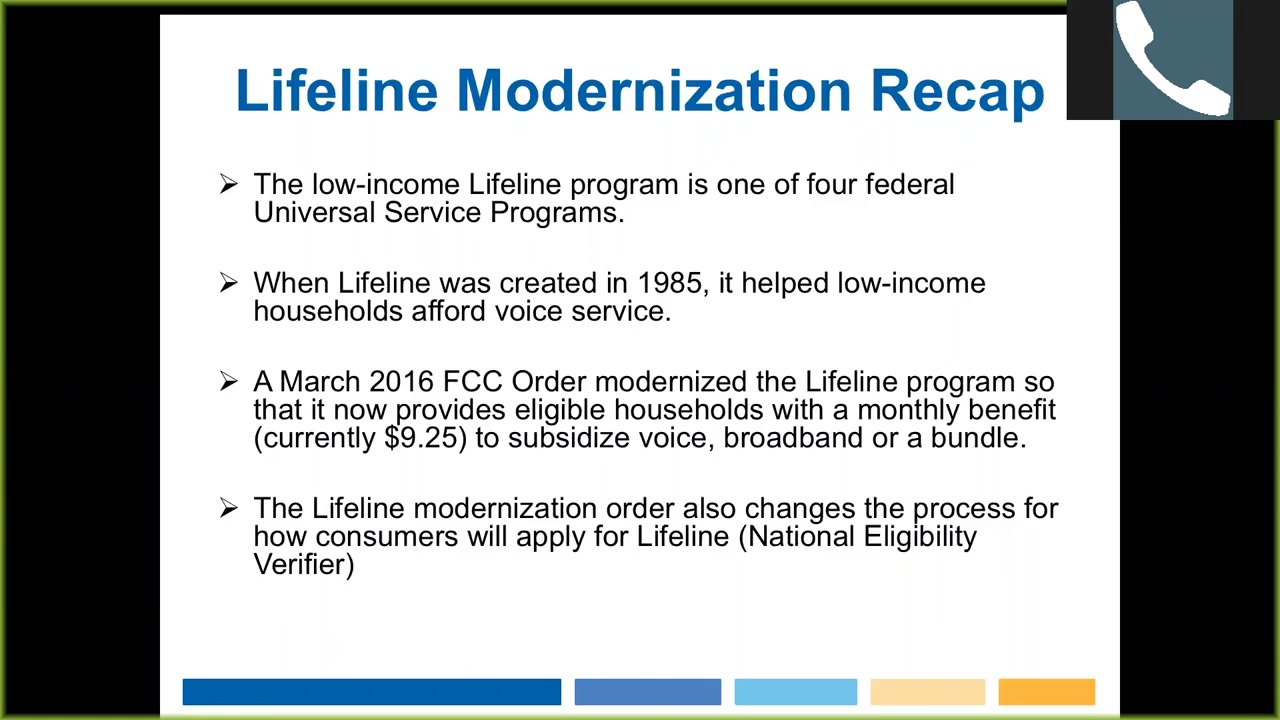 Lifeline Modernization Recap
The low-income Lifeline program is one of four federal
Universal Service Programs.
When Lifeline was created in 1985, it helped low-income
households afford voice service.
A March 2016 FCC Order modernized the Lifeline program so
that it now provides eligible households with a monthly benefit
(currently $9.25) to subsidize voice, broadband or a bundle.
The Lifeline modernization order also changes the process for
how consumers will apply for Lifeline (National Eligibility
Verifier)